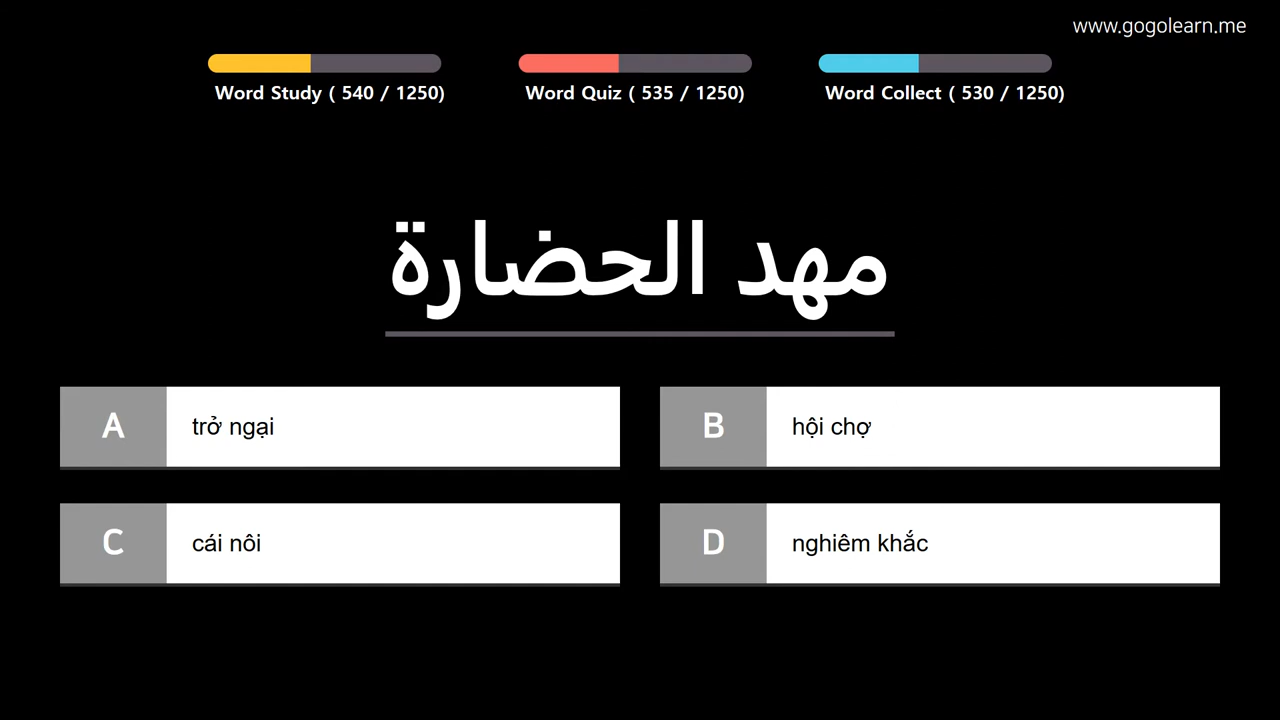 www.gogolearn.me
Word Study ( 540 / 1250)
Word Quiz ( 535 / 1250)
Word Collect ( 530 / 1250)
مهد الحضارة
A
trở ngại
B
hội chợ
C
cái nôi
D
nghiêm khắc